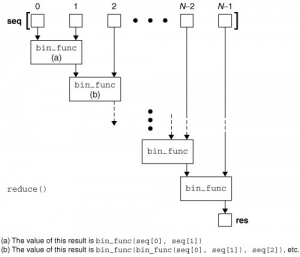 0 1 2 N–2 N–1
seq
bin_func
(a)
bin_func
(b)
bin_func
reduce()
bin_func
res
(a) The value of this result is bin_func(seq[0], seq[1])
(b) The value of this result is bin_func(bin_func(seq[0], seq[1]), seq[2]), etc.